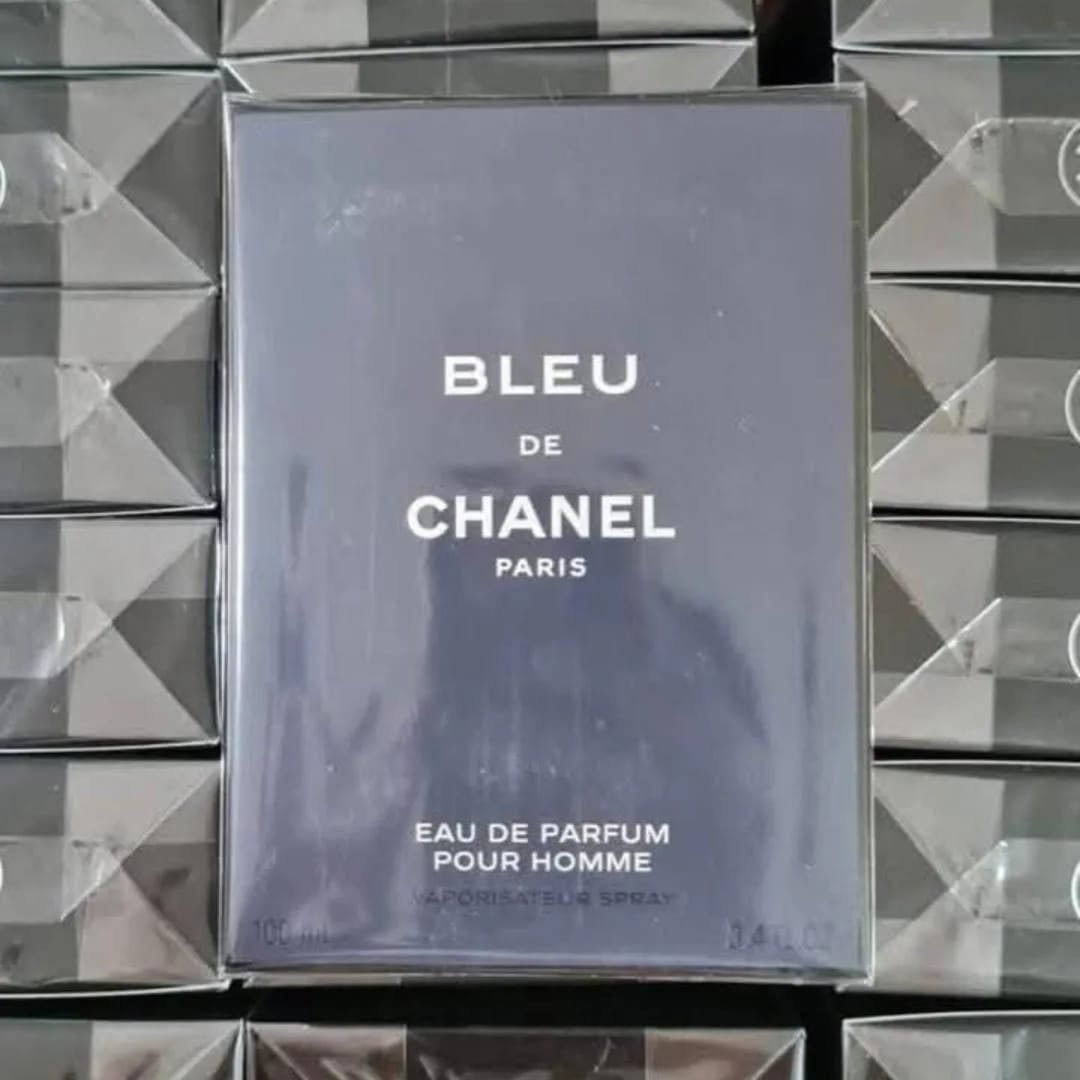 BLEU
DE
CHANEL
PARIS
EAU DE PARFUM
POUR HOMME
VAPORISATEUR SPRAY
100 mL
3.4 FL.OZ